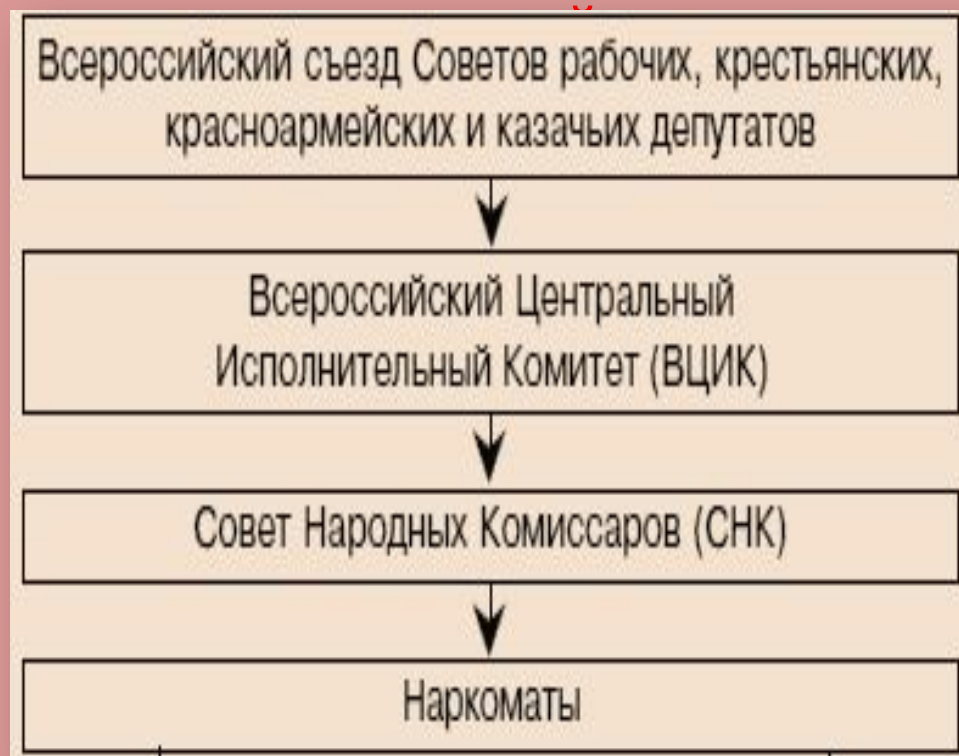 Всероссийский съезд Советов рабочих, крестьянских,
красноармейских и казачьих депутатов
Всероссийский Центральный
Исполнительный Комитет (ВЦИК)
Совет Народных Комиссаров (СНК)
Наркоматы